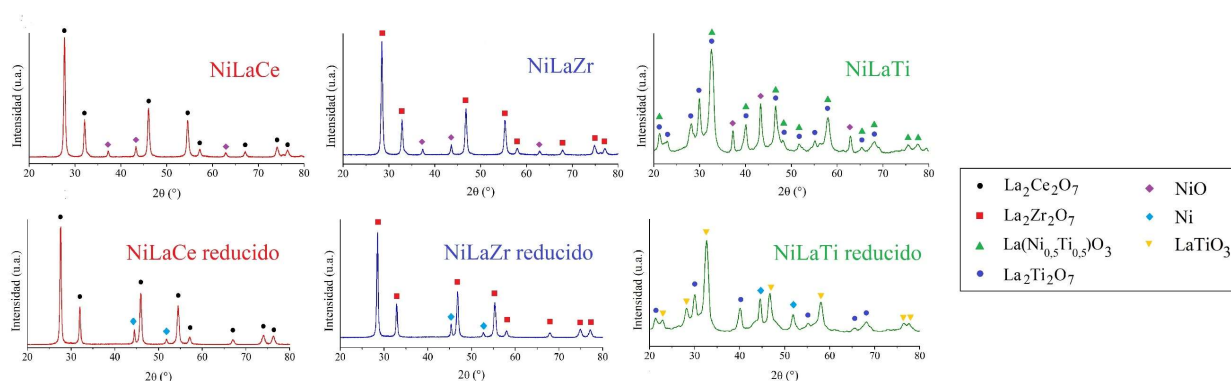 Intensidad (u.a.)
NiLaCe
20 30 40 50 60 70 80
2θ (°)
Intensidad (u.a.)
NiLaZr
20 30 40 50 60 70 80
2θ (°)
Intensidad (u.a.)
NiLaTi
20 30 40 50 60 70 80
2θ (°)
Intensidad (u.a.)
NiLaCe reducido
20 30 40 50 60 70 80
2θ (°)
Intensidad (u.a.)
NiLaZr reducido
20 30 40 50 60 70 80
2θ (°)
Intensidad (u.a.)
NiLaTi reducido
20 30 40 50 60 70 80
2θ (°)
La₂Ce₂O₇
La₂Zr₂O₇
La(Ni₀,₅Ti₀,₅)O₃
La₂Ti₂O₇
NiO
Ni
LaTiO₃